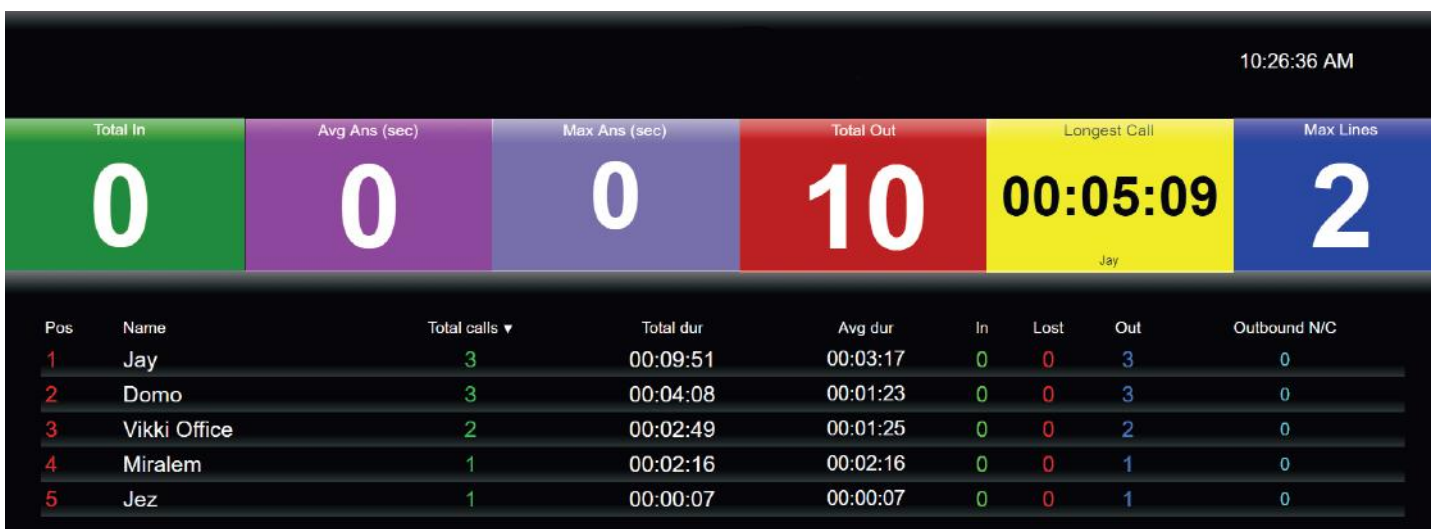 10:26:36 AM
Total In Avg Ans (sec) Max Ans (sec) Total Out Longest Call Max Lines
0 0 0 10 00:05:09 2
Jay
Pos Name Total calls ▼ Total dur Avg dur In Lost Out Outbound N/C
1 Jay 3 00:09:51 00:03:17 0 0 3 0
2 Domo 3 00:04:08 00:01:23 0 0 3 0
3 Vikki Office 2 00:02:49 00:01:25 0 0 2 0
4 Miralem 1 00:02:16 00:02:16 0 0 1 0
5 Jez 1 00:00:07 00:00:07 0 0 1 0